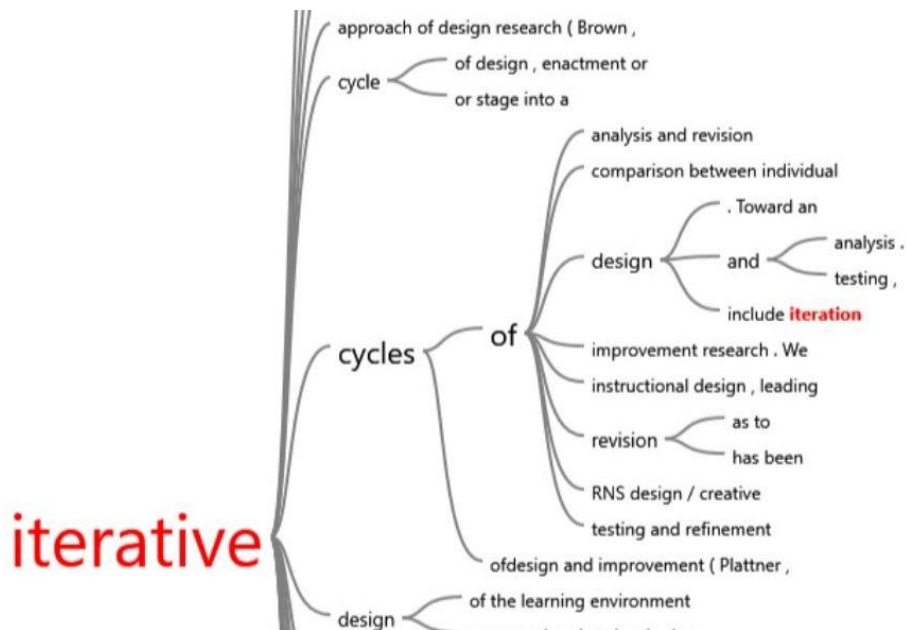 approach of design research ( Brown ,
cycle
of design , enactment or
or stage into a
cycles
of
analysis and revision
comparison between individual
design
. Toward an
and
analysis .
testing ,
include iteration
improvement research . We
instructional design , leading
revision
as to
has been
RNS design / creative
testing and refinement
ofdesign and improvement ( Plattner ,
iterative
design
of the learning environment